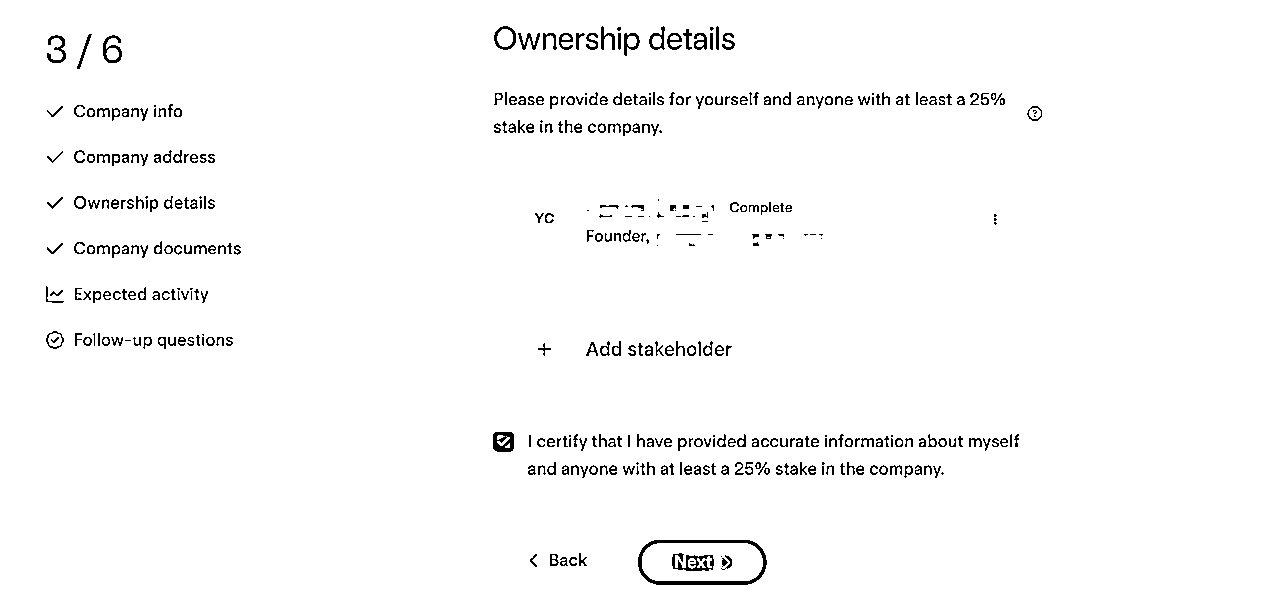 3 / 6
Company info
Company address
Ownership details
Company documents
Expected activity
Follow-up questions
Ownership details
Please provide details for yourself and anyone with at least a 25%
stake in the company.
YC
Complete
Founder,
Add stakeholder
I certify that I have provided accurate information about myself
and anyone with at least a 25% stake in the company.
Back
Next